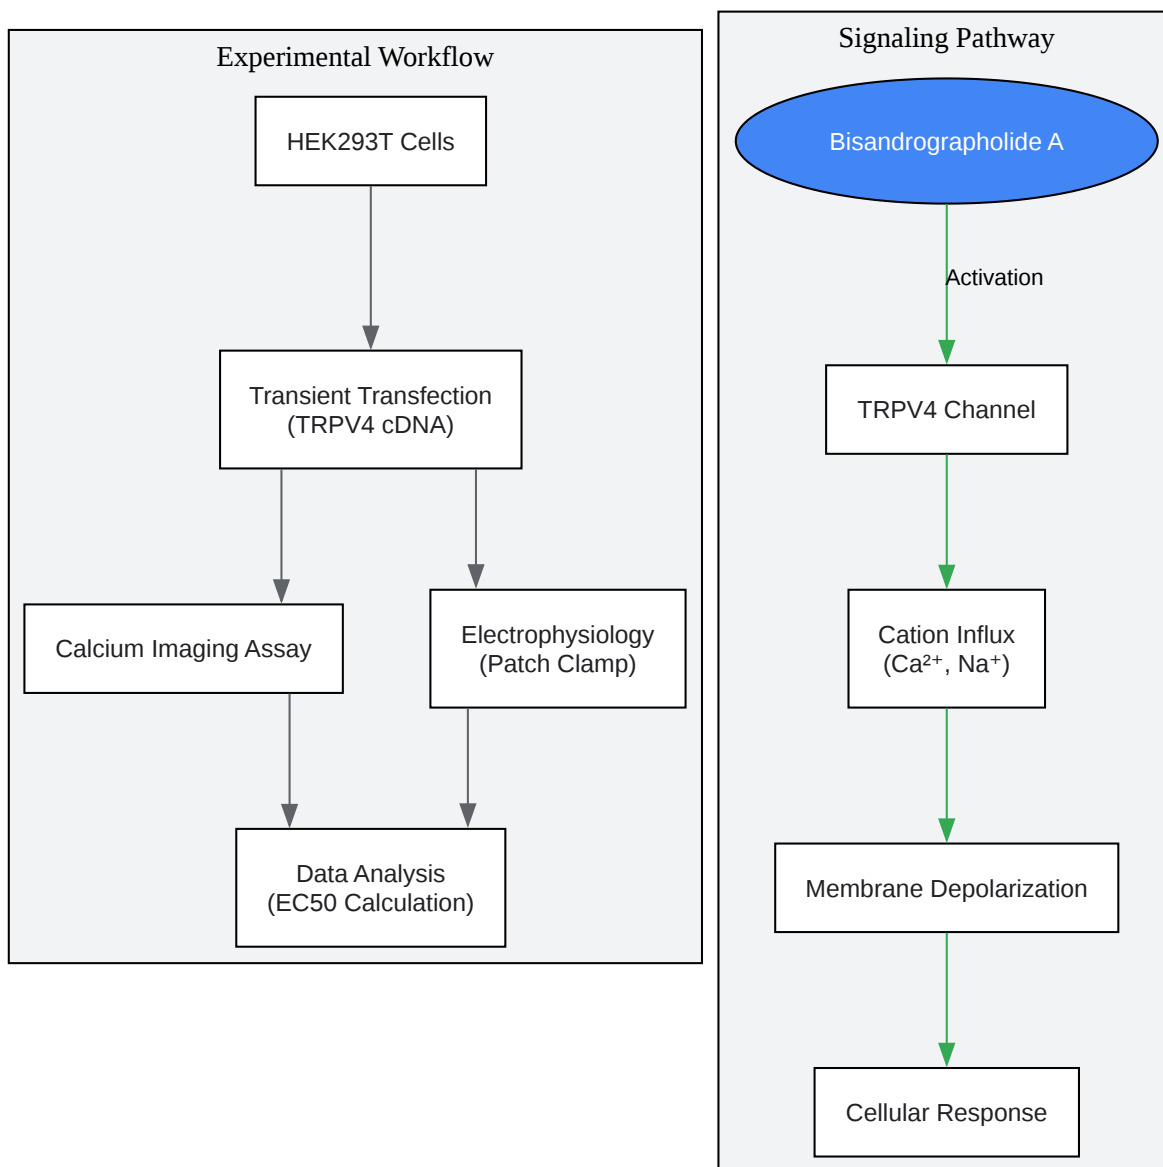 Experimental Workflow
HEK293T Cells
Transient Transfection
(TRPV4 cDNA)
Calcium Imaging Assay
Electrophysiology
(Patch Clamp)
Data Analysis
(EC50 Calculation)
Signaling Pathway
Bisandrographolide A
Activation
TRPV4 Channel
Cation Influx
(Ca²⁺, Na⁺)
Membrane Depolarization
Cellular Response